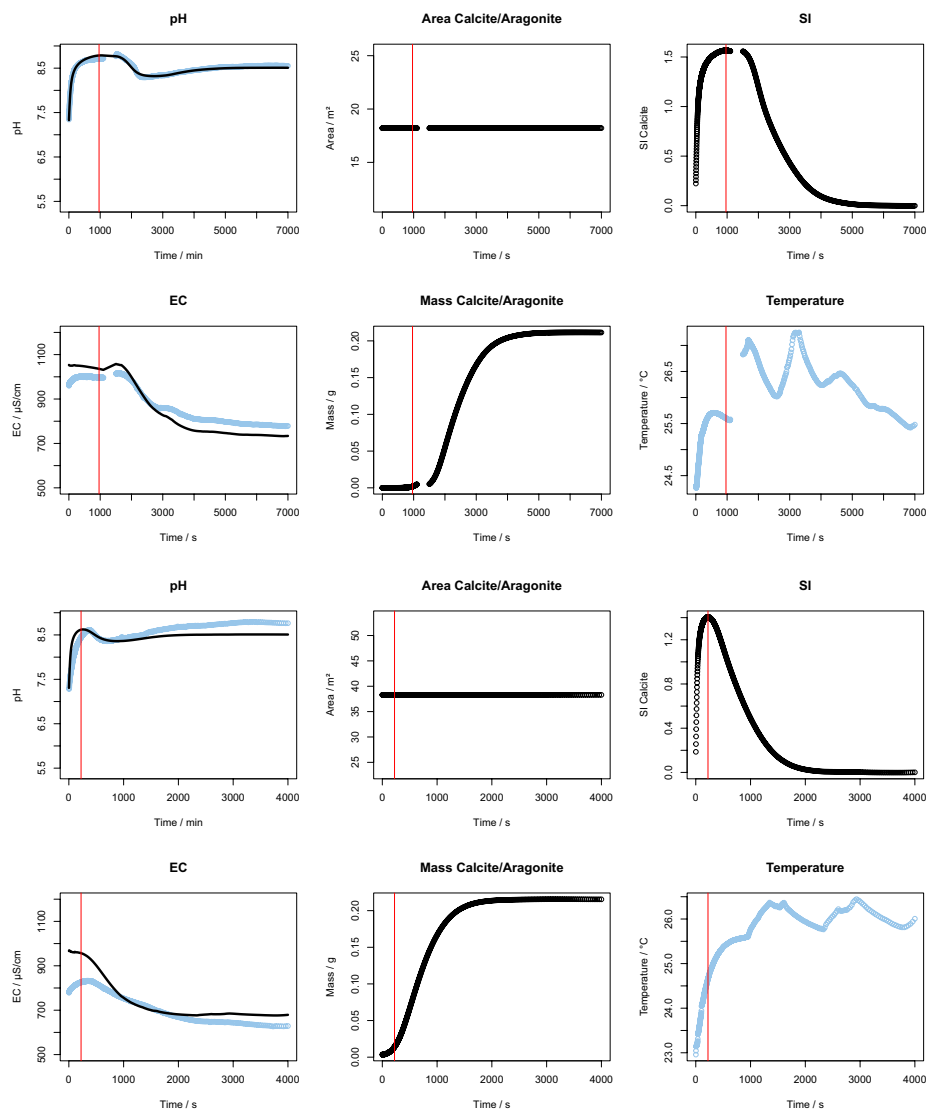 pH
Area Calcite/Aragonite
SI
pH
5.5 6.5 7.5 8.5
0 1000 3000 5000 7000
Time / min
Area / m²
15 20 25
0 1000 3000 5000 7000
Time / s
SI Calcite
0.0 0.5 1.5
0 1000 3000 5000 7000
Time / s
EC
Mass Calcite/Aragonite
Temperature
EC / µS/cm
500 700 900 1100
0 1000 3000 5000 7000
Time / s
Mass / g
0.00 0.05 0.10 0.20
0 1000 3000 5000 7000
Time / s
Temperature / °C
24.5 25.5 26.5
0 1000 3000 5000 7000
Time / s
pH
Area Calcite/Aragonite
SI
pH
5.5 6.5 7.5 8.5
0 1000 2000 3000 4000
Time / min
Area / m²
25 30 35 40 45 50
0 1000 2000 3000 4000
Time / s
SI Calcite
0.0 0.4 0.8 1.2
0 1000 2000 3000 4000
Time / s
EC
Mass Calcite/Aragonite
Temperature
EC / µS/cm
500 700 900 1100
0 1000 2000 3000 4000
Time / s
Mass / g
0.00 0.05 0.10 0.20
0 1000 2000 3000 4000
Time / s
Temperature / °C
23.0 24.0 25.0 26.0
0 1000 2000 3000 4000
Time / s